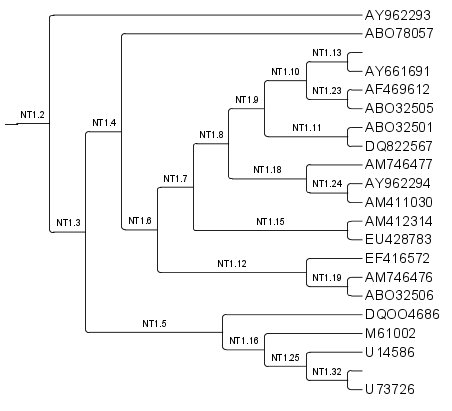 AY962293
ABO78057
NT1.13
NT1.10
AY661691
NT1.23
AF469612
NT1.9
ABO32505
NT1.2
NT1.4
NT1.11
ABO32501
NT1.8
DQ822567
NT1.18
AM746477
NT1.7
NT1.24
AY962294
AM411030
NT1.3
NT1.6
NT1.15
AM412314
EU428783
NT1.12
EF416572
NT1.19
AM746476
ABO32506
NT1.5
DQOO4686
NT1.16
M61002
NT1.25
U14586
NT1.32
U73726